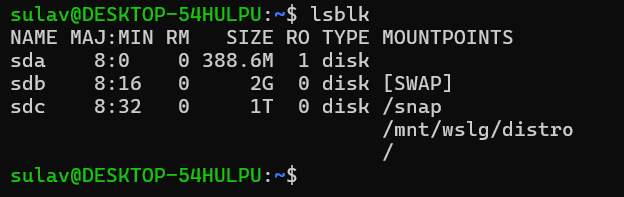 sulav@DESKTOP-54HULPU:~$ lsblk
NAME MAJ:MIN RM   SIZE RO TYPE MOUNTPOINTS
sda    8:0    0 388.6M  1 disk
sdb    8:16   0     2G  0 disk [SWAP]
sdc    8:32   0     1T  0 disk /snap
                               /mnt/wslg/distro
                               /
sulav@DESKTOP-54HULPU:~$